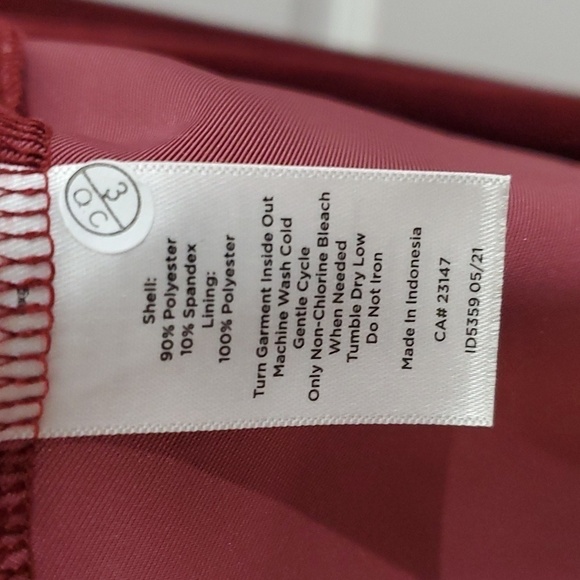 3
QC
Shell:
90% Polyester
10% Spandex
Lining:
100% Polyester
Turn Garment Inside Out
Machine Wash Cold
Gentle Cycle
Only Non-Chlorine Bleach
When Needed
Tumble Dry Low
Do Not Iron
Made In Indonesia
CA# 23147
ID5359 05/21